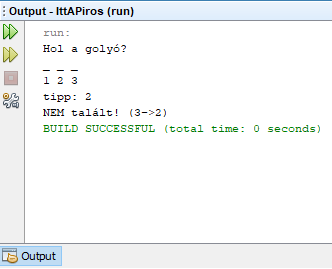 Output - IttAPiros (run)
run:
Hol a golyó?
_ _ _
1 2 3
tipp: 2
NEM talált! (3->2)
BUILD SUCCESSFUL (total time: 0 seconds)
Output